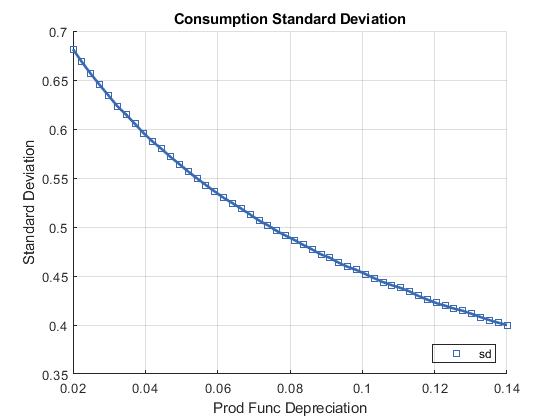 Consumption Standard Deviation
0.7
0.65
0.6
0.55
0.5
0.45
0.4
0.35
Standard Deviation
sd
0.02 0.04 0.06 0.08 0.1 0.12 0.14
Prod Func Depreciation